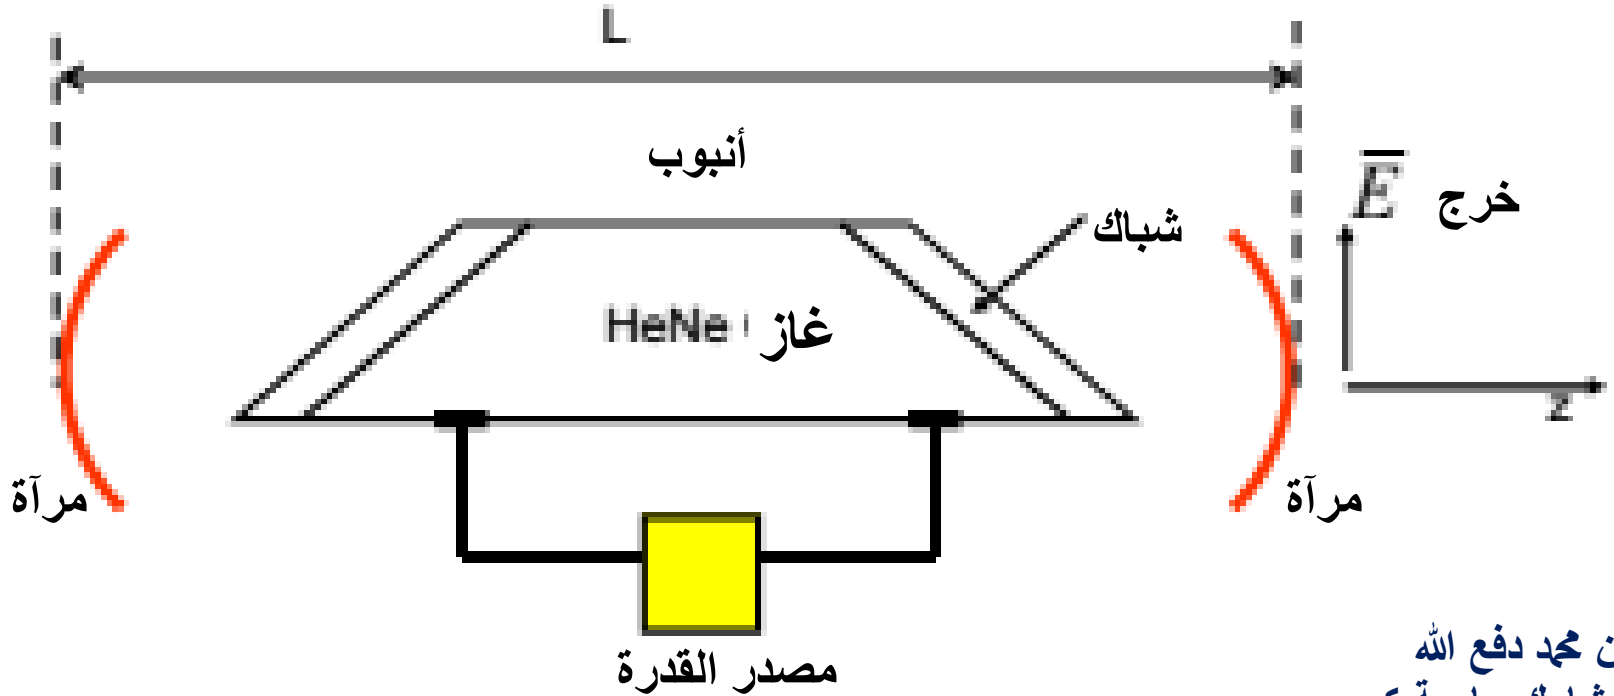 L
أنبوب
E خرج
شباك
غاز HeNe
z
مرآة
مرآة
مصدر القدرة
محمد دفع الله